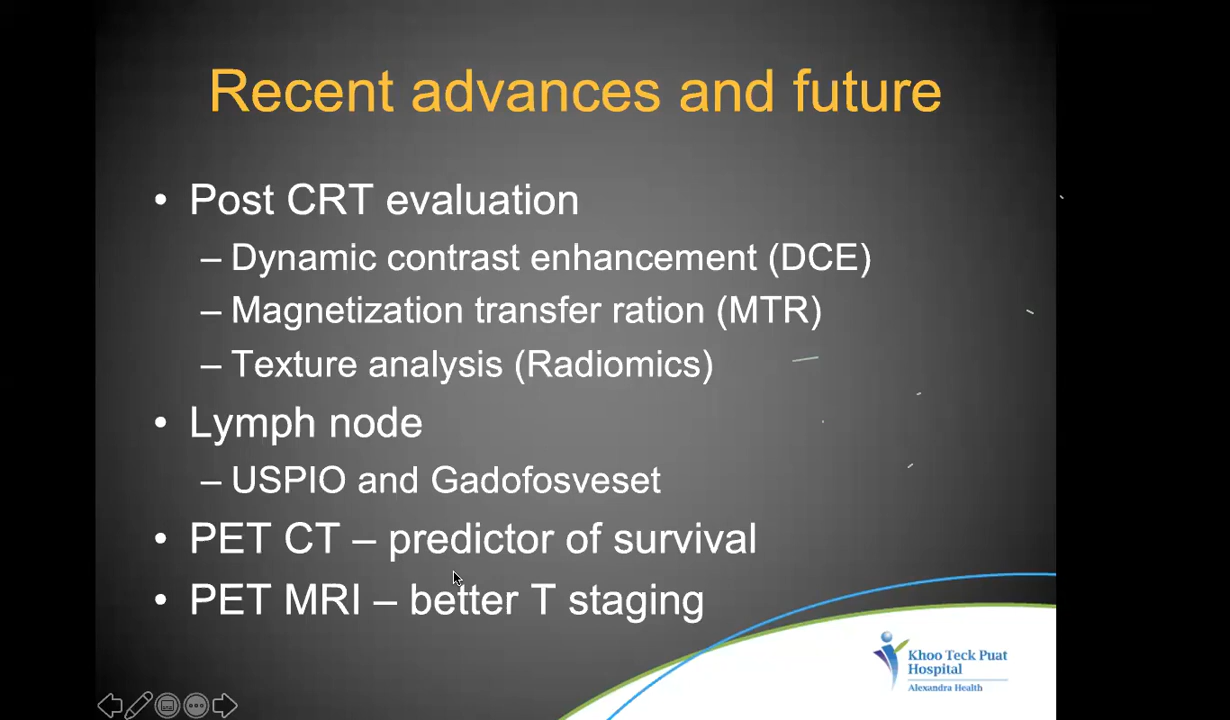 Recent advances and future
• Post CRT evaluation
– Dynamic contrast enhancement (DCE)
– Magnetization transfer ration (MTR)
– Texture analysis (Radiomics)
• Lymph node
– USPIO and Gadofosveset
• PET CT – predictor of survival
• PET MRI – better T staging
Khoo Teck Puat
Hospital
Alexandra Health